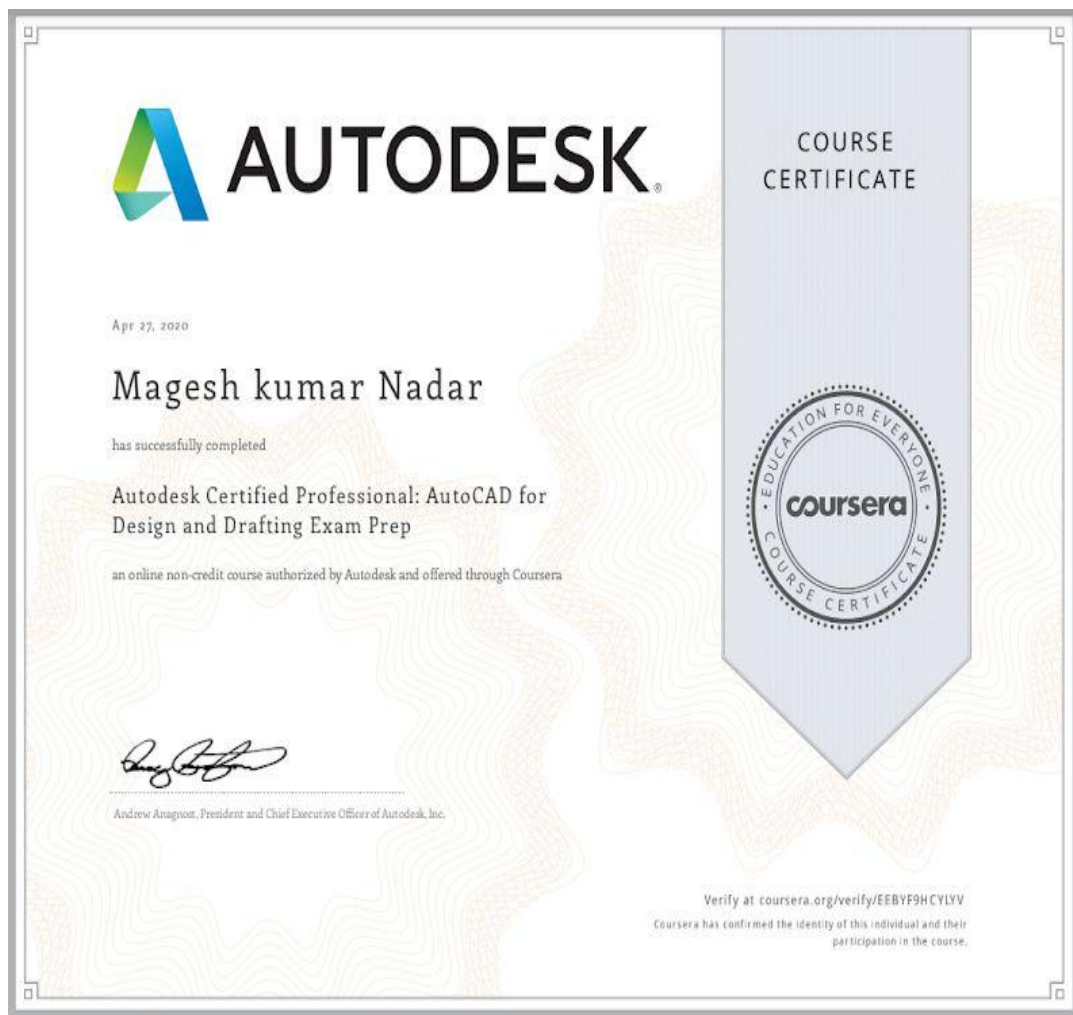 AUTODESK®
COURSE
CERTIFICATE
Apr 27, 2020
Magesh kumar Nadar
has successfully completed
Autodesk Certified Professional: AutoCAD for
Design and Drafting Exam Prep
an online non-credit course authorized by Autodesk and offered through Coursera
EDUCATION FOR EVERYONE
coursera
COURSE CERTIFICATE
Andrew Anagnost, President and Chief Executive Officer of Autodesk, Inc.
Verify at coursera.org/verify/EEBYF9HCYLYV
Coursera has confirmed the identity of this individual and their
participation in the course.